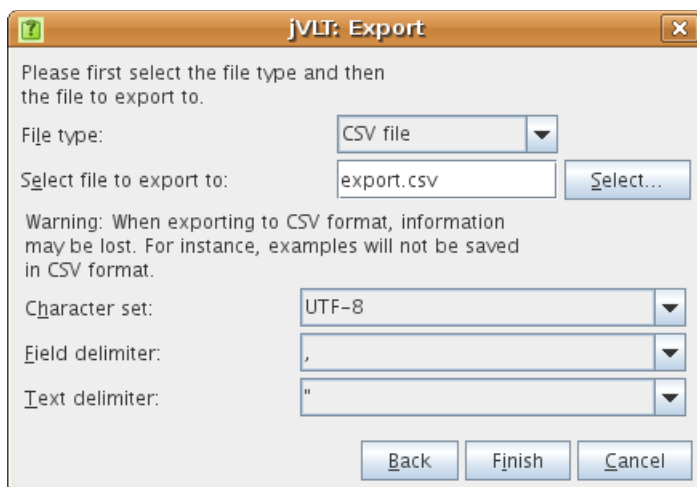 jVLT: Export
Please first select the file type and then
the file to export to.
File type: CSV file
Select file to export to: export.csv Select...
Warning: When exporting to CSV format, information
may be lost. For instance, examples will not be saved
in CSV format.
Character set: UTF-8
Field delimiter: ,
Text delimiter: "
Back Finish Cancel